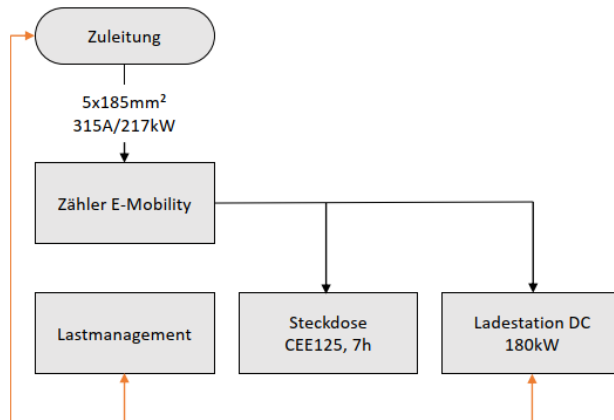 Zuleitung
5x185mm²
315A/217kW
Zähler E-Mobility
Lastmanagement
Steckdose
CEE125, 7h
Ladestation DC
180kW